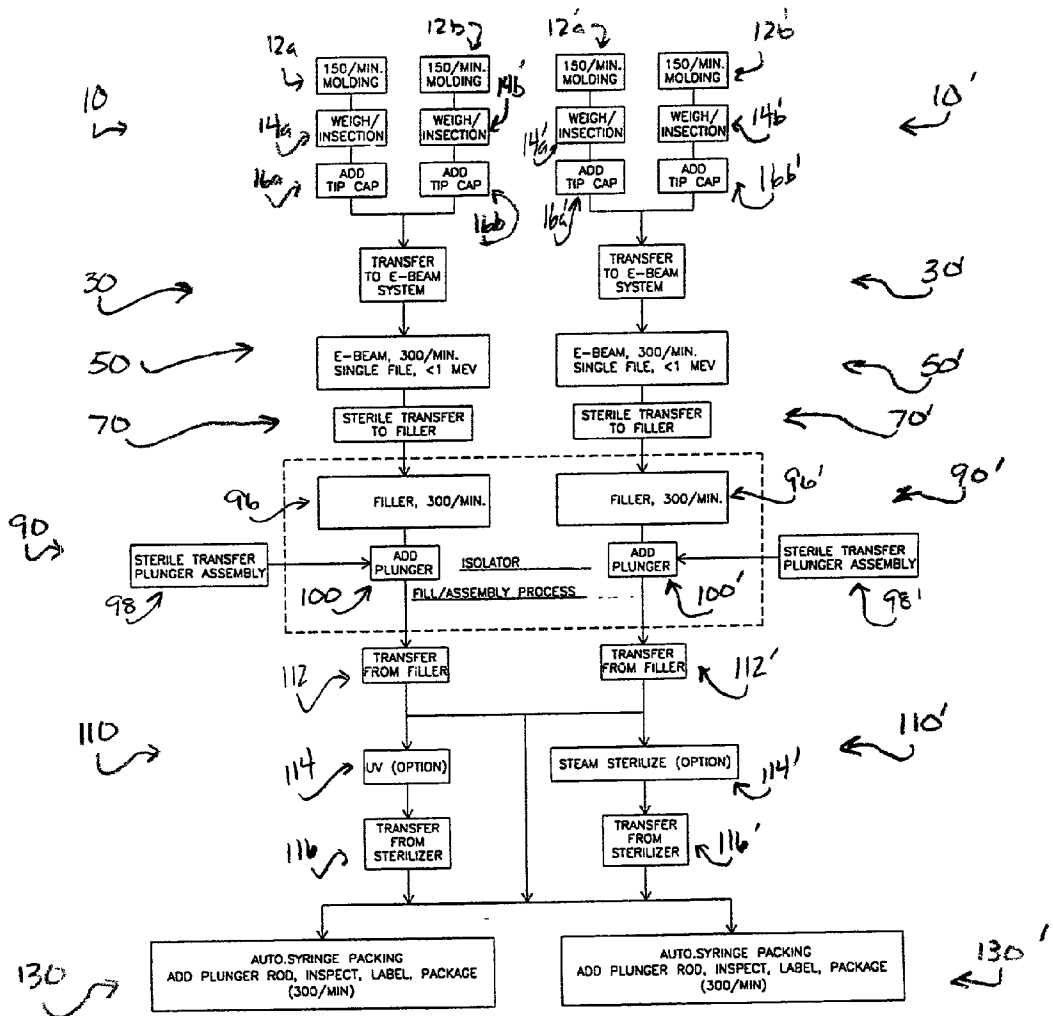 12a
12b
12'a
12b'
150/MIN.
MOLDING
150/MIN.
MOLDING
150/MIN.
MOLDING
150/MIN.
MOLDING
10
14a
WEIGH/
INSECTION
WEIGH/
INSECTION
14b'
14a'
WEIGH/
INSECTION
WEIGH/
INSECTION
14b'
10'
16a
ADD
TIP CAP
ADD
TIP CAP
16b
ADD
TIP CAP
16a'
ADD
TIP CAP
16b'
30
TRANSFER
TO E-BEAM
SYSTEM
TRANSFER
TO E-BEAM
SYSTEM
30'
50
E-BEAM, 300/MIN.
SINGLE FILE, <1 MEV
E-BEAM, 300/MIN.
SINGLE FILE, <1 MEV
50'
70
STERILE TRANSFER
TO FILLER
STERILE TRANSFER
TO FILLER
70'
96
FILLER, 300/MIN.
FILLER, 300/MIN.
96'
90'
90
STERILE TRANSFER
PLUNGER ASSEMBLY
98
ADD
PLUNGER
100
ISOLATOR
FILL/ASSEMBLY PROCESS
ADD
PLUNGER
100'
STERILE TRANSFER
PLUNGER ASSEMBLY
98'
112
TRANSFER
FROM FILLER
TRANSFER
FROM FILLER
112'
110
114
UV (OPTION)
STEAM STERILIZE (OPTION)
114'
110'
116
TRANSFER
FROM
STERILIZER
TRANSFER
FROM
STERILIZER
116'
130
AUTO.SYRINGE PACKING
ADD PLUNGER ROD, INSPECT, LABEL, PACKAGE
(300/MIN)
AUTO.SYRINGE PACKING
ADD PLUNGER ROD, INSPECT, LABEL, PACKAGE
(300/MIN)
130'